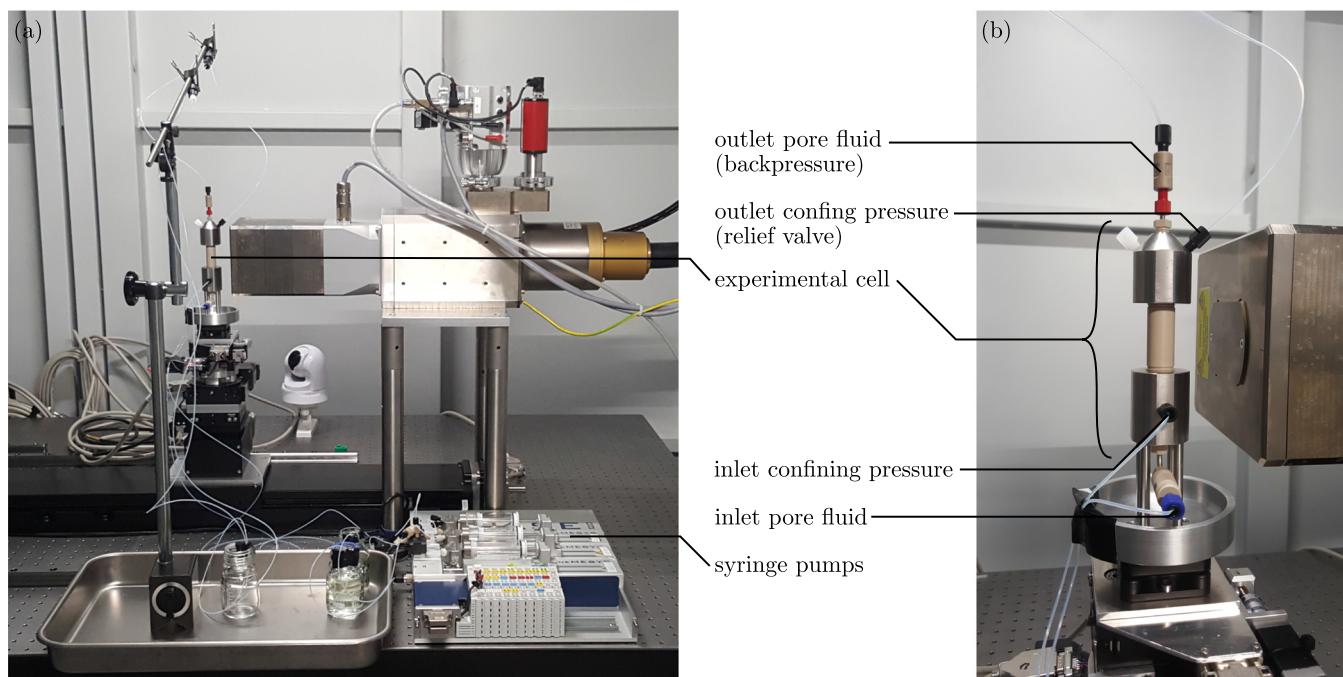 (a)
(b)
outlet pore fluid
(backpressure)
outlet confing pressure
(relief valve)
experimental cell
inlet confining pressure
inlet pore fluid
syringe pumps